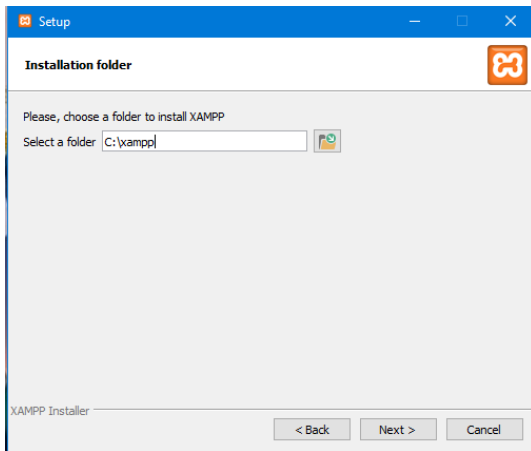 Setup
Installation folder
Please, choose a folder to install XAMPP
Select a folder C:\xampp
XAMPP Installer
< Back Next > Cancel